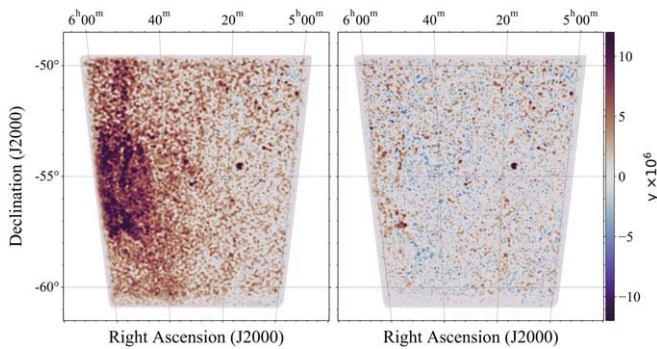 6ʰ00ᵐ 40ᵐ 20ᵐ 5ʰ00ᵐ 6ʰ00ᵐ 40ᵐ 20ᵐ 5ʰ00ᵐ
-50°
-55°
-60°
Declination (J2000)
Right Ascension (J2000) Right Ascension (J2000)
10
5
0
−5
−10
y ×10⁶